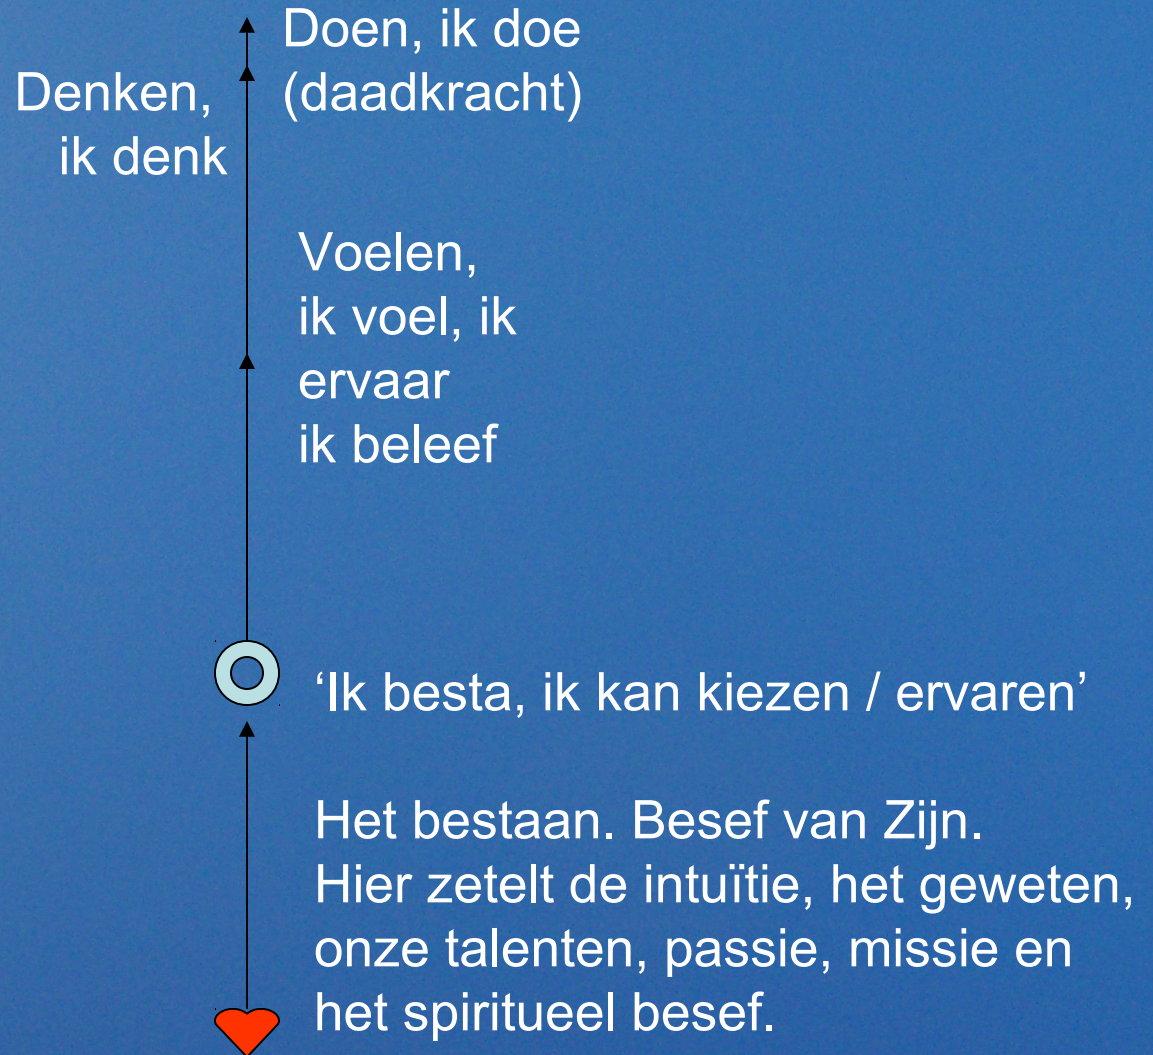 Doen, ik doe
(daadkracht)
Denken,
ik denk
Voelen,
ik voel, ik
ervaar
ik beleef
‘Ik besta, ik kan kiezen / ervaren’
Het bestaan. Besef van Zijn.
Hier zetelt de intuïtie, het geweten,
onze talenten, passie, missie en
het spiritueel besef.